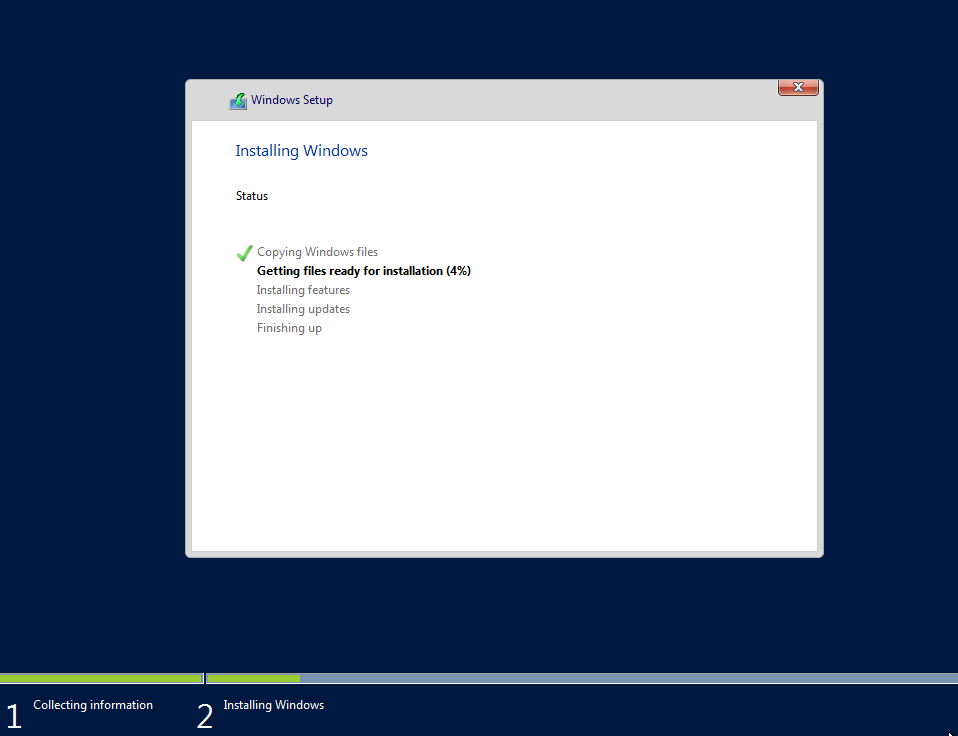 Windows Setup
Installing Windows
Status
Copying Windows files
Getting files ready for installation (4%)
Installing features
Installing updates
Finishing up
1 Collecting information
2 Installing Windows